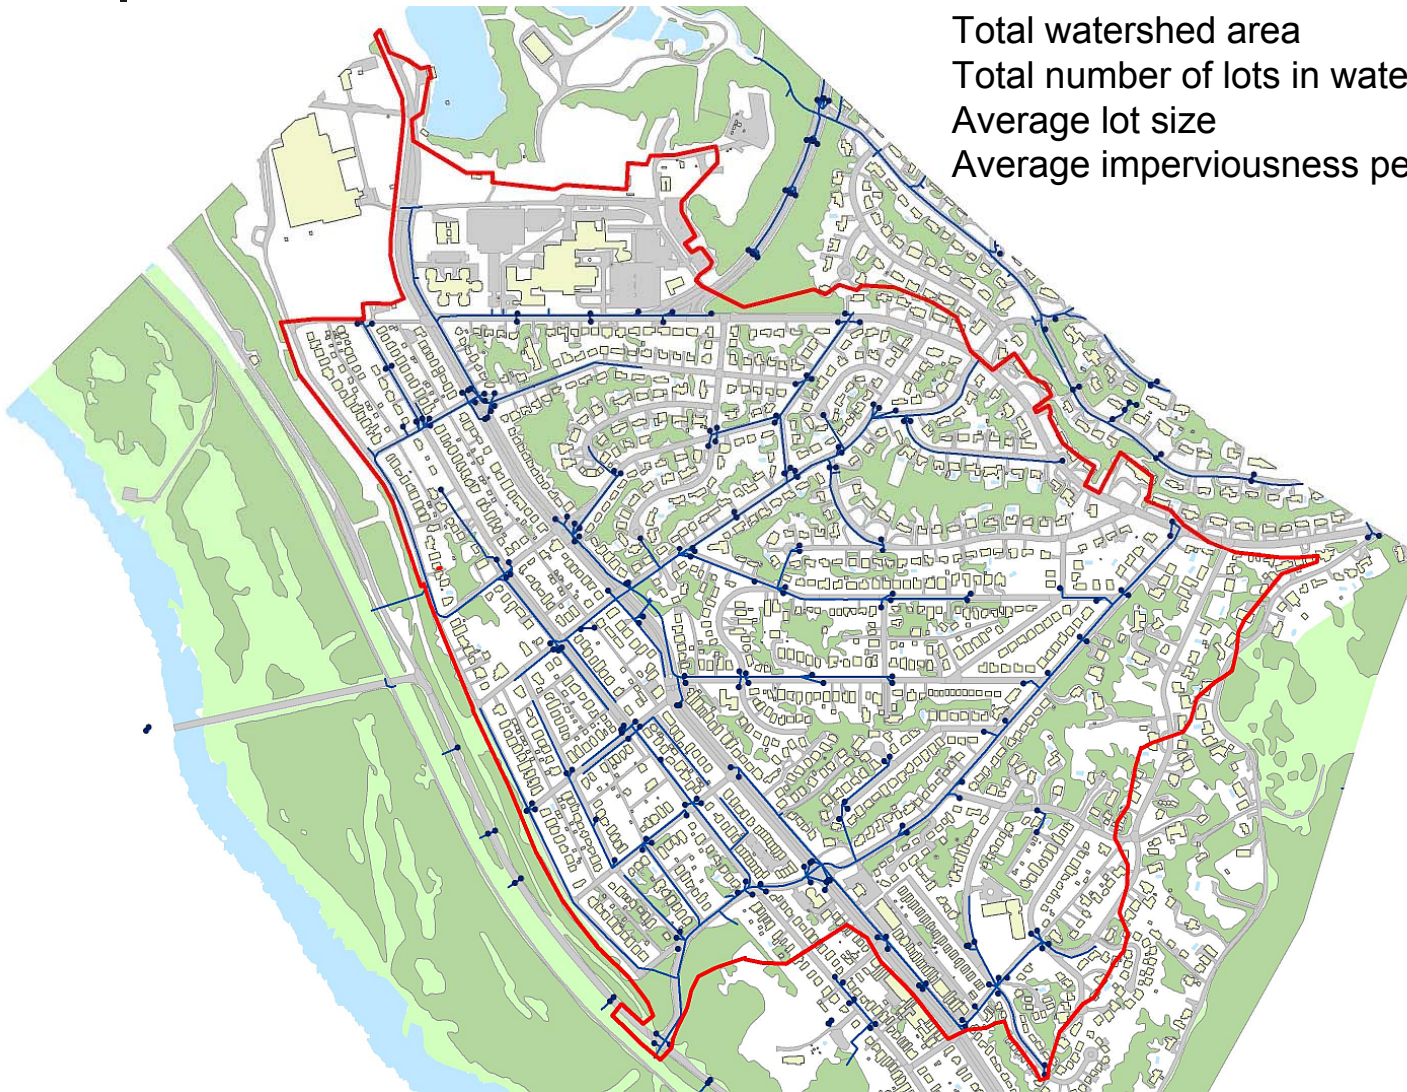 Total watershed area
Total number of lots in wate
Average lot size
Average imperviousness pe